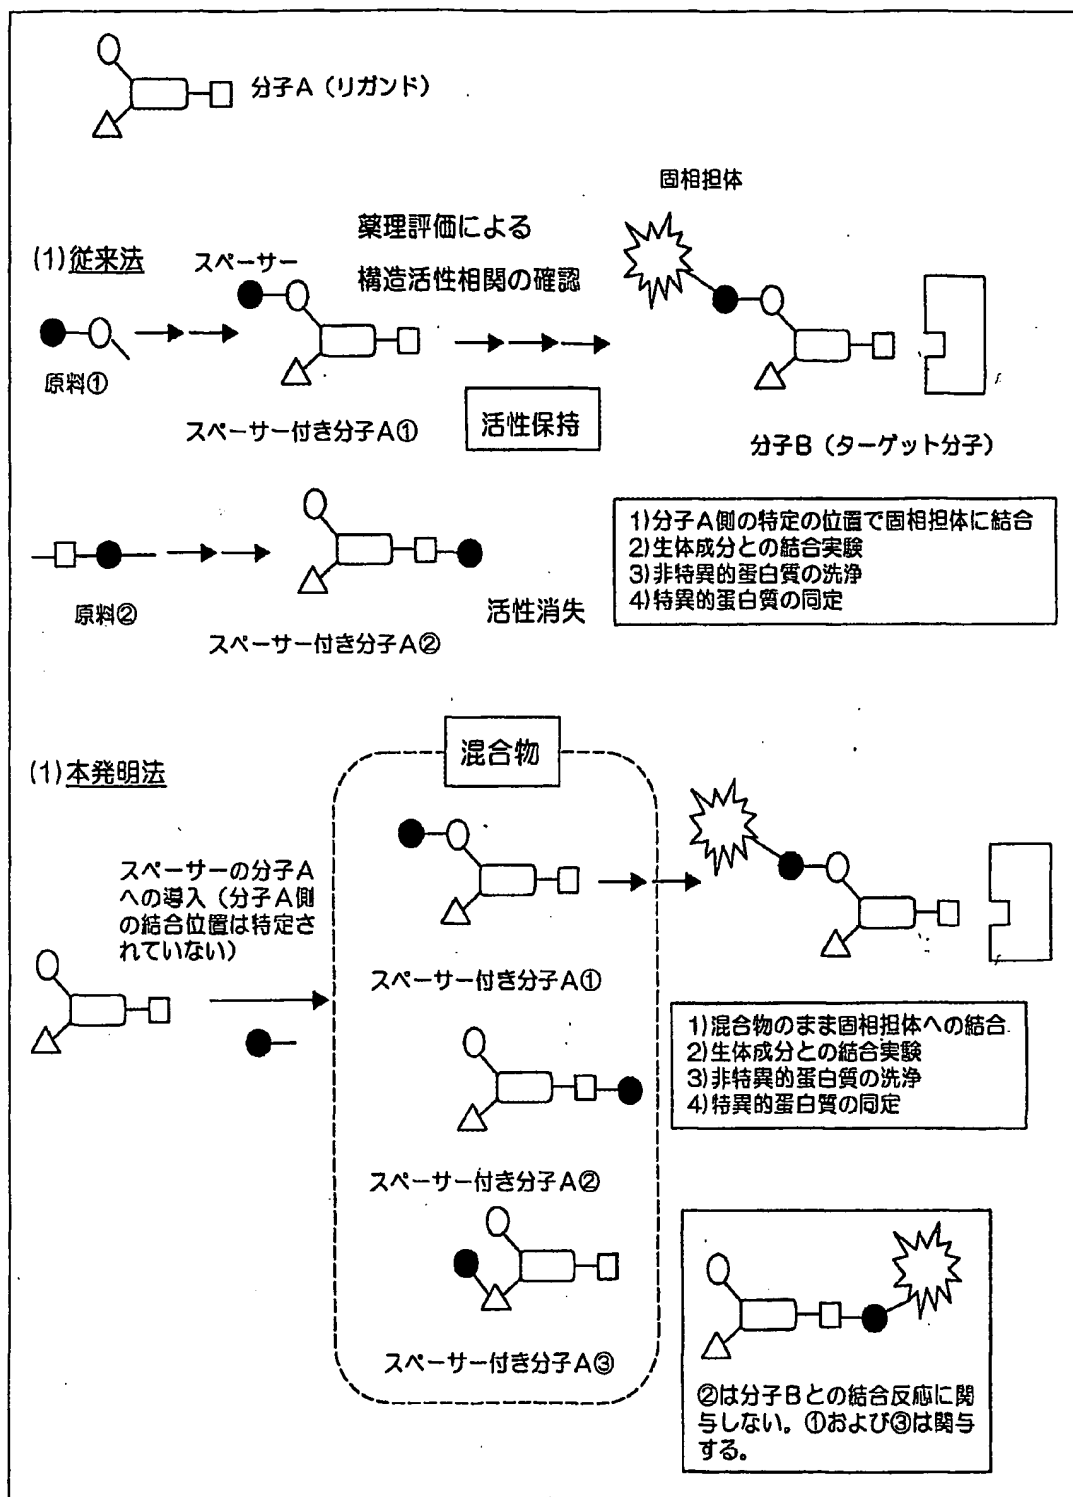 分子A(リガンド)
固相担体
(1)従来法
スペーサー
薬理評価による
構造活性相関の確認
原料①
スペーサー付き分子A①
活性保持
分子B(ターゲット分子)
原料②
スペーサー付き分子A②
活性消失
1)分子A側の特定の位置で固相担体に結合
2)生体成分との結合実験
3)非特異的蛋白質の洗浄
4)特異的蛋白質の同定
(1)本発明法
混合物
スペーサーの分子A
への導入(分子A側
の結合位置は特定さ
れていない)
スペーサー付き分子A①
スペーサー付き分子A②
スペーサー付き分子A③
1)混合物のまま固相担体への結合
2)生体成分との結合実験
3)非特異的蛋白質の洗浄
4)特異的蛋白質の同定
②は分子Bとの結合反応に関
与しない。①および③は関与
する。